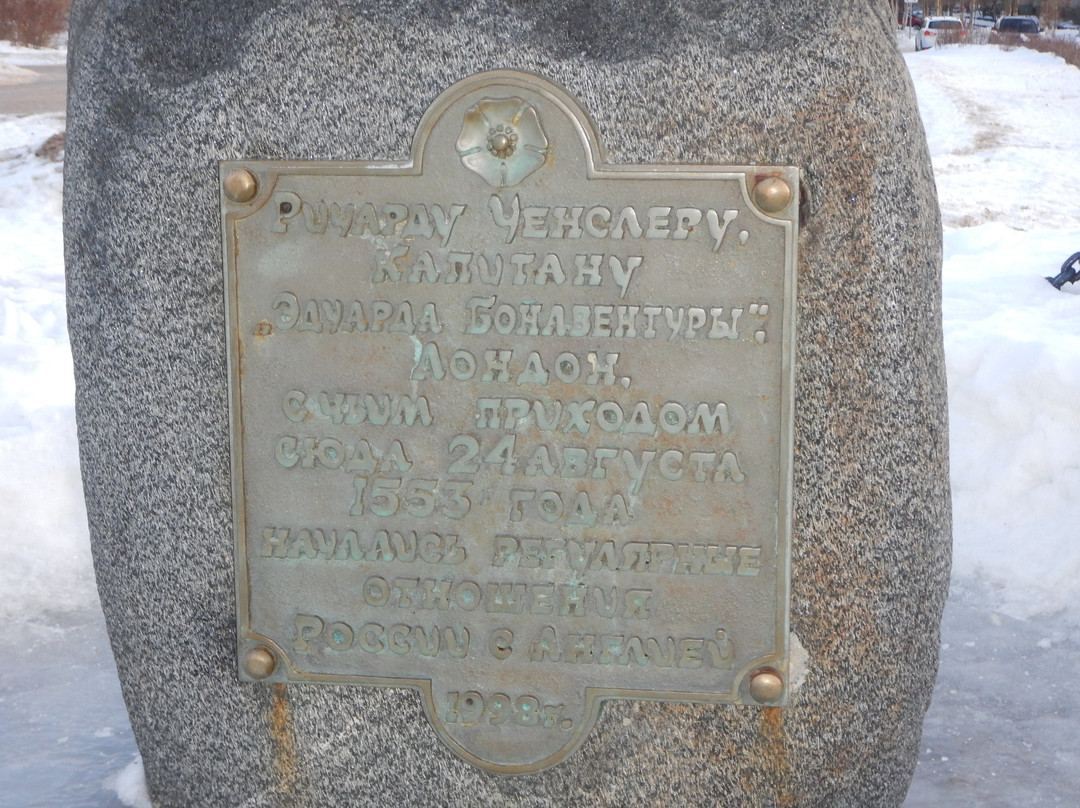 Ричарду Ченслеру,
Капитану
„Эдуарда Бонавентуры",
Лондон,
с чьим приходом
сюда 24 августа
1553 года
начались регулярные
отношения
России с Англией
1998г.